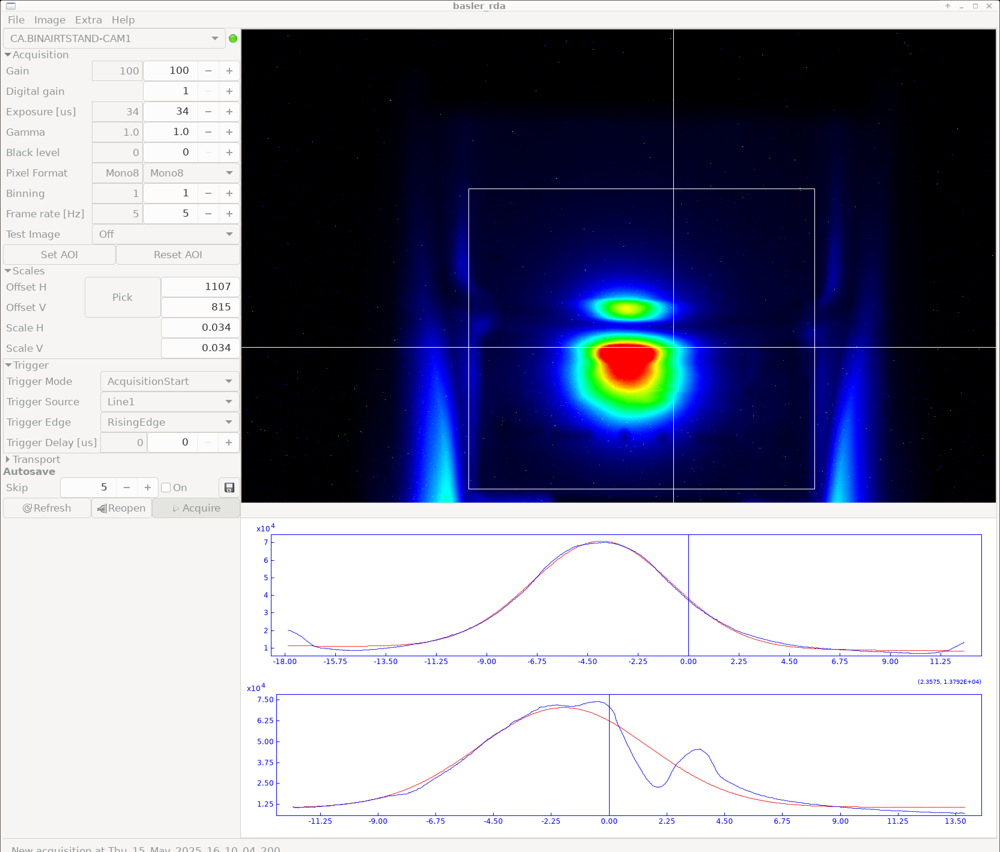 basler_rda
File Image Extra Help
CA.BINAIRTSTAND-CAM1
Acquisition
Gain 100 100 − +
Digital gain 1 − +
Exposure [us] 34 34 − +
Gamma 1.0 1.0 − +
Black level 0 0 − +
Pixel Format Mono8 Mono8
Binning 1 1 − +
Frame rate [Hz] 5 5 − +
Test Image Off
Set AOI Reset AOI
Scales
Offset H 1107
Pick
Offset V 815
Scale H 0.034
Scale V 0.034
Trigger
Trigger Mode AcquisitionStart
Trigger Source Line1
Trigger Edge RisingEdge
Trigger Delay [us] 0 0 − +
Transport
Autosave
Skip 5 − + On
Refresh Reopen Acquire
x10^4
7
6
5
4
3
2
1
-18.00 -15.75 -13.50 -11.25 -9.00 -6.75 -4.50 -2.25 0.00 2.25 4.50 6.75 9.00 11.25
(2.3575, 1.3792E+04)
x10^4
7.50
6.25
5.00
3.75
2.50
1.25
-11.25 -9.00 -6.75 -4.50 -2.25 0.00 2.25 4.50 6.75 9.00 11.25 13.50
New acquisition at Thu_15_May_2025_16_10_04_200